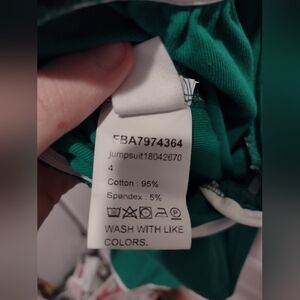 FBA7974364
jumpsuit18042670
4
Cotton : 95%
Spandex : 5%
WASH WITH LIKE
COLORS.